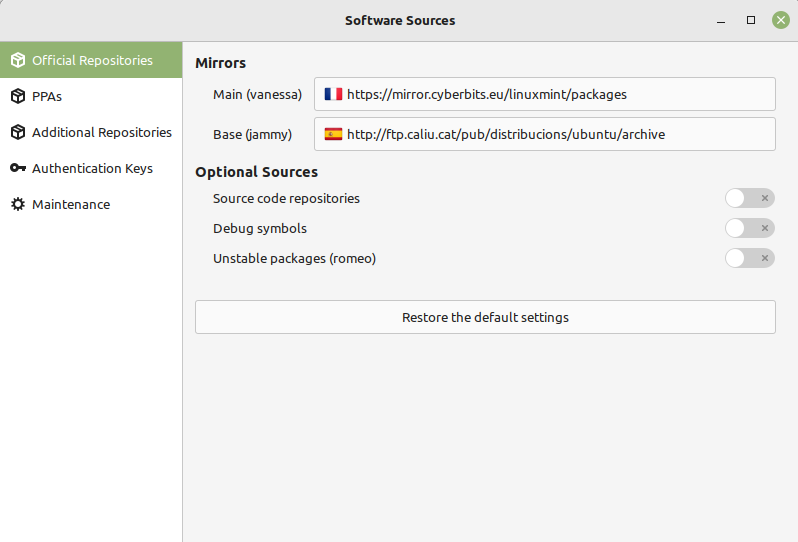 Software Sources
Official Repositories
PPAs
Additional Repositories
Authentication Keys
Maintenance
Mirrors
Main (vanessa) https://mirror.cyberbits.eu/linuxmint/packages
Base (jammy) http://ftp.caliu.cat/pub/distribucions/ubuntu/archive
Optional Sources
Source code repositories
Debug symbols
Unstable packages (romeo)
Restore the default settings